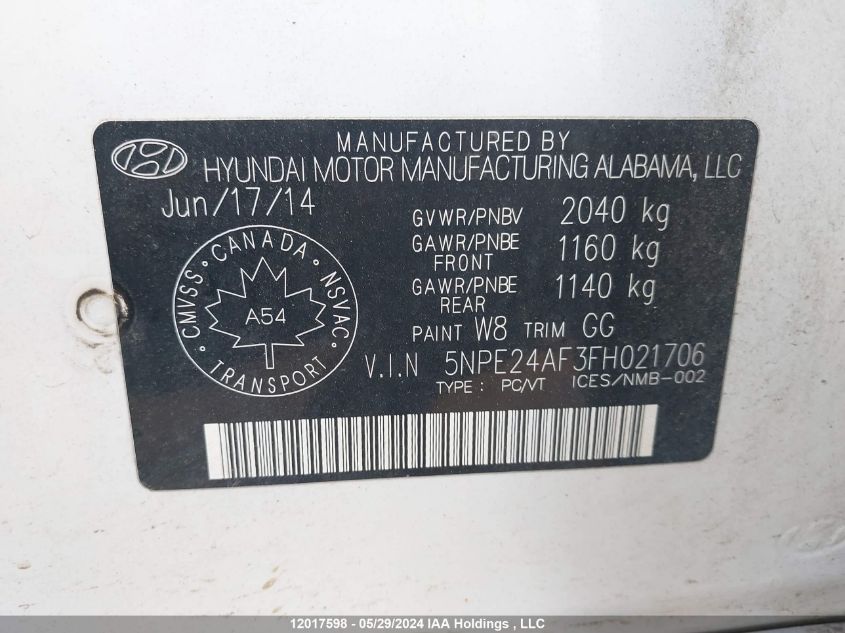 MANUFACTURED BY
HYUNDAI MOTOR MANUFACTURING ALABAMA, LLC
Jun/17/14
GVWR/PNBV 2040 kg
GAWR/PNBE FRONT 1160 kg
GAWR/PNBE REAR 1140 kg
PAINT W8 TRIM GG
V.I.N 5NPE24AF3FH021706
TYPE : PC/VT ICES/NMB-002
CMVSS • CANADA • NSVAC • TRANSPORT •
A54
12017598 - 05/29/2024 IAA Holdings , LLC